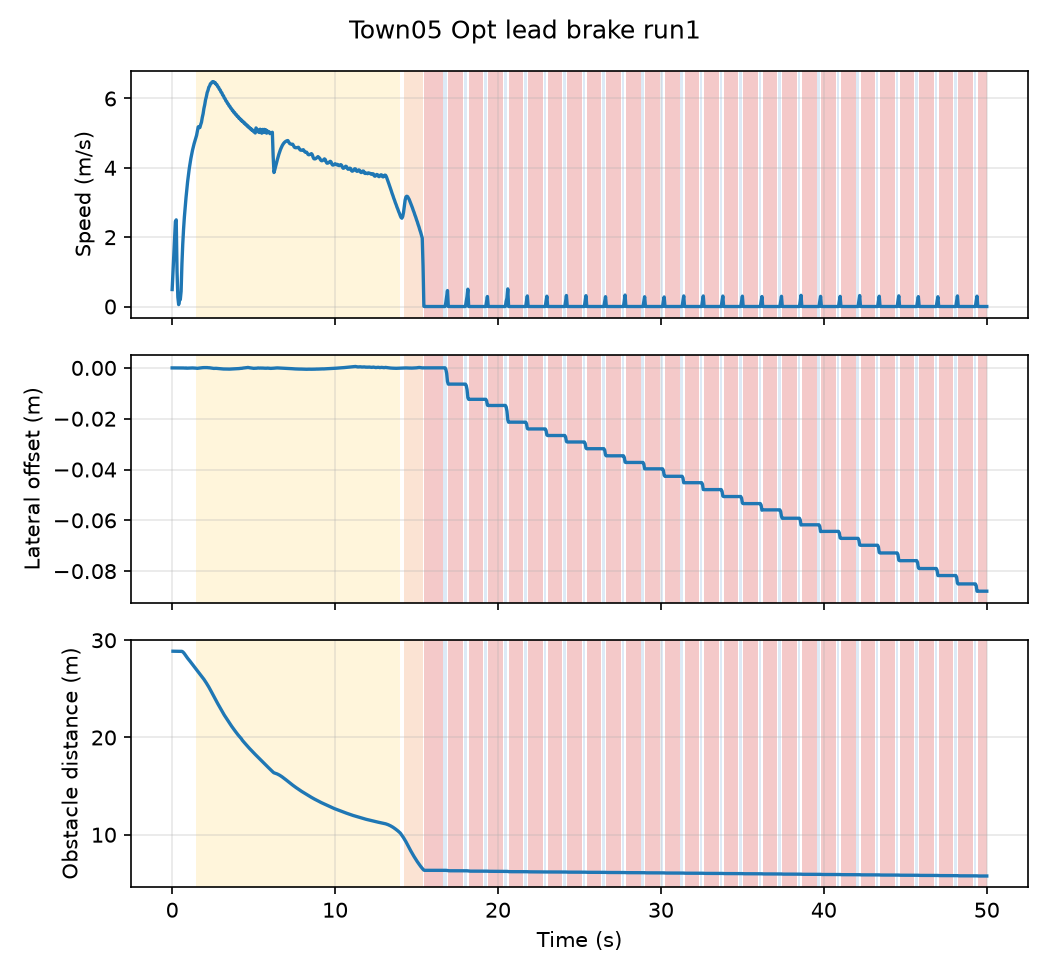 Town05 Opt lead brake run1
6
4
2
0
Speed (m/s)
0.00
−0.02
−0.04
−0.06
−0.08
Lateral offset (m)
30
20
10
Obstacle distance (m)
0 10 20 30 40 50
Time (s)